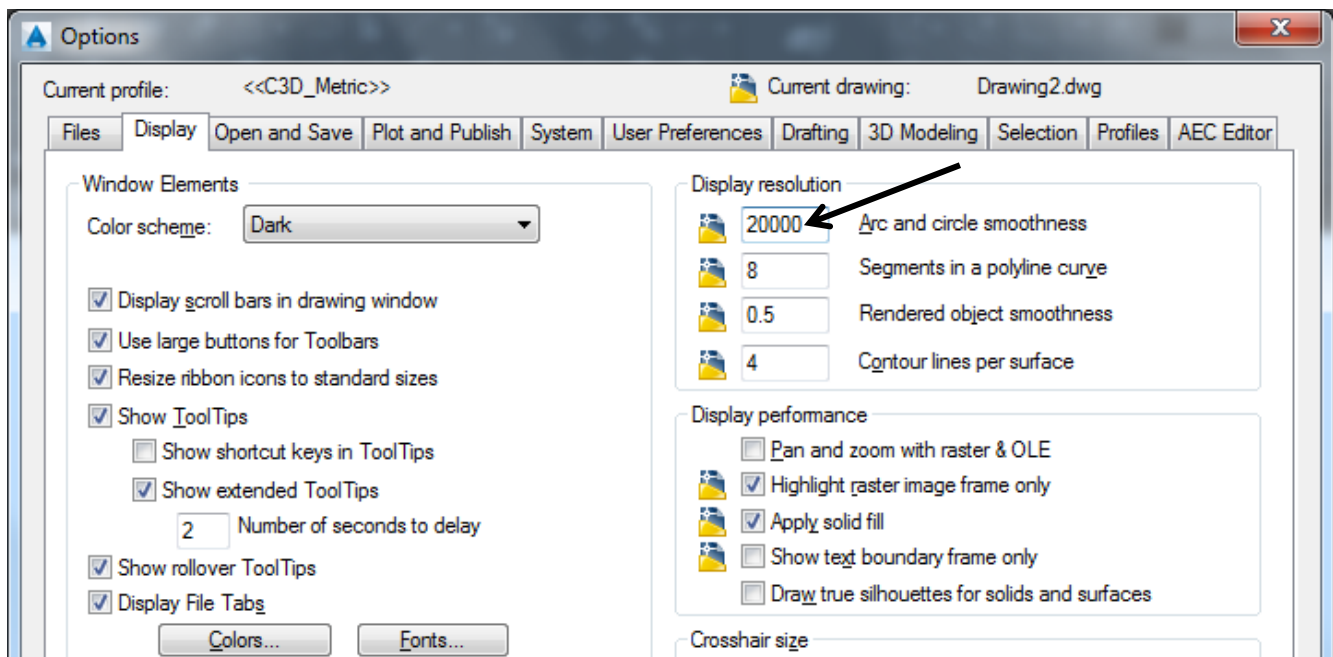 Options
Current profile: <<C3D_Metric>> Current drawing: Drawing2.dwg
Files Display Open and Save Plot and Publish System User Preferences Drafting 3D Modeling Selection Profiles AEC Editor
Window Elements
Color scheme: Dark
Display scroll bars in drawing window
Use large buttons for Toolbars
Resize ribbon icons to standard sizes
Show ToolTips
Show shortcut keys in ToolTips
Show extended ToolTips
2 Number of seconds to delay
Show rollover ToolTips
Display File Tabs
Colors... Fonts...
Display resolution
20000 Arc and circle smoothness
8 Segments in a polyline curve
0.5 Rendered object smoothness
4 Contour lines per surface
Display performance
Pan and zoom with raster & OLE
Highlight raster image frame only
Apply solid fill
Show text boundary frame only
Draw true silhouettes for solids and surfaces
Crosshair size